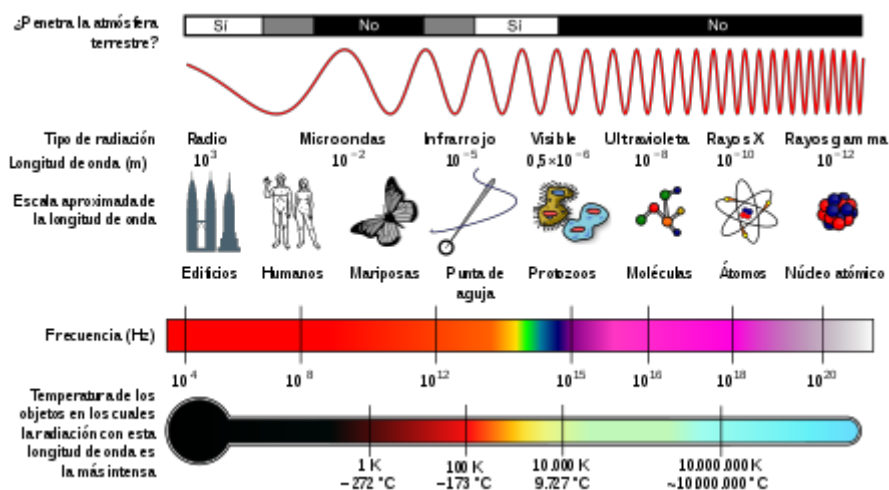 ¿Penetra la atmósfera
terrestre?
Sí
No
Sí
No
Tipo de radiación
Radio
Microondas
Infrarrojo
Visible
Ultravioleta
Rayos X
Rayos gamma
Longitud de onda (m)
10³
10⁻²
10⁻⁵
0,5×10⁻⁶
10⁻⁸
10⁻¹⁰
10⁻¹²
Escala aproximada de
la longitud de onda
Edificios
Humanos
Mariposas
Punta de
aguja
Protozoos
Moléculas
Átomos
Núcleo atómico
Frecuencia (Hz)
10⁴
10⁸
10¹²
10¹⁵
10¹⁶
10¹⁸
10²⁰
Temperatura de los
objetos en los cuales
la radiación con esta
longitud de onda es
la más intensa
1 K
−272 °C
100 K
−173 °C
10.000 K
9.727 °C
10.000.000 K
~10.000.000 °C